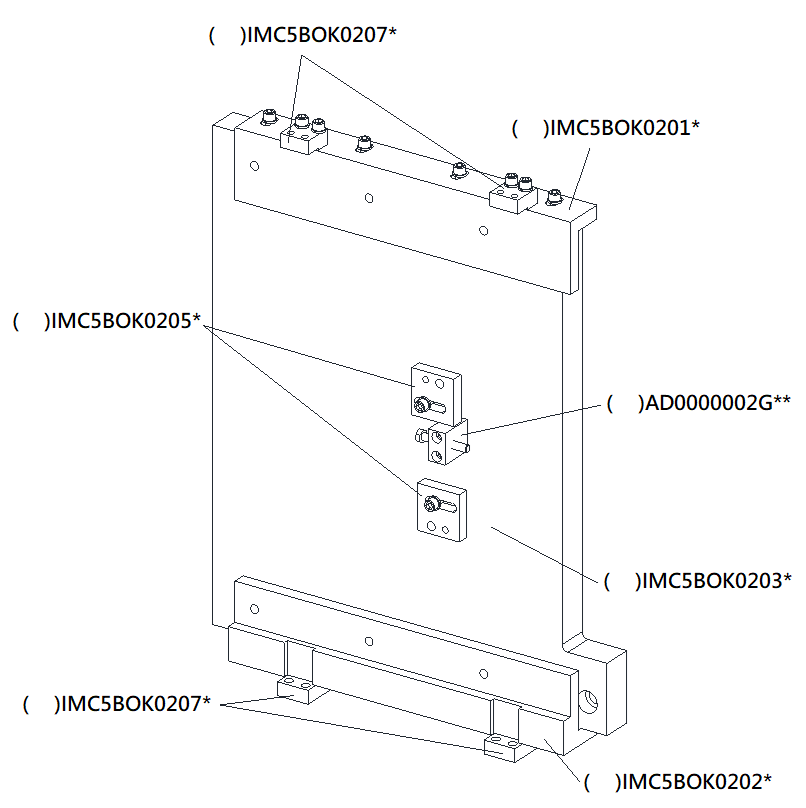 (    )IMC5BOK0207*
(    )IMC5BOK0201*
(    )IMC5BOK0205*
(    )AD0000002G**
(    )IMC5BOK0203*
(    )IMC5BOK0207*
(    )IMC5BOK0202*